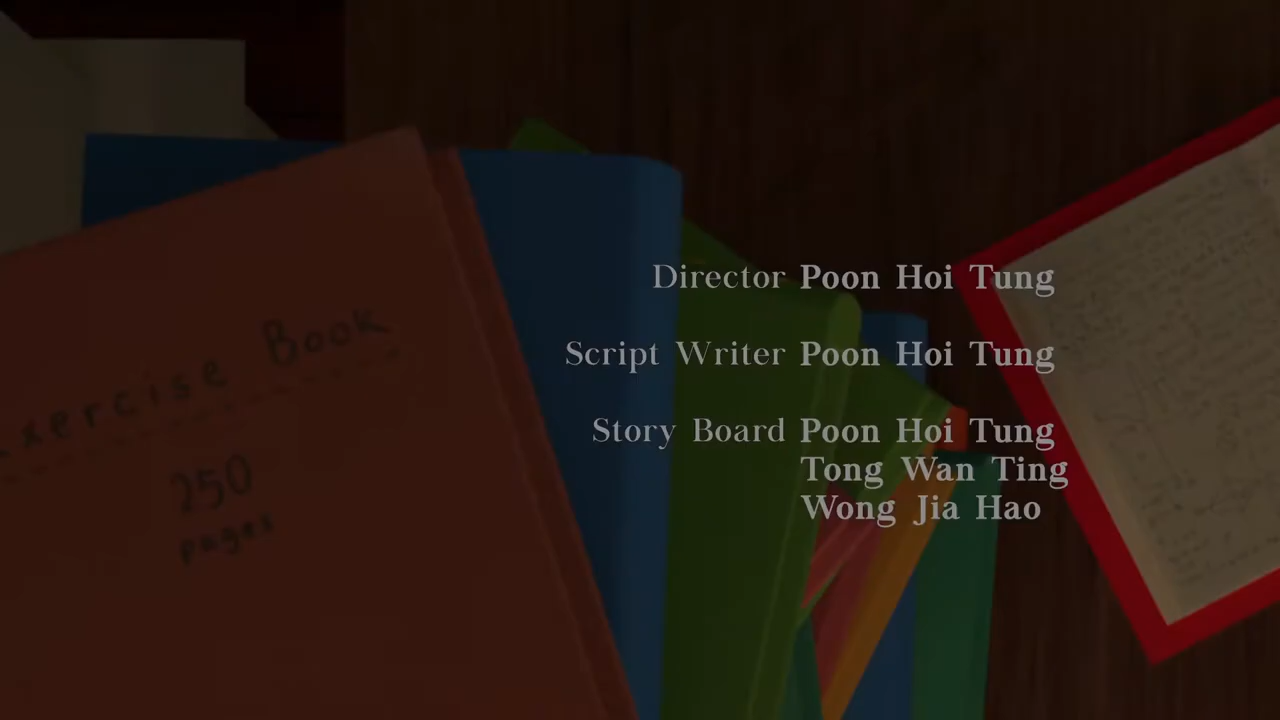 Director Poon Hoi Tung
Script Writer Poon Hoi Tung
Story Board Poon Hoi Tung
Tong Wan Ting
Wong Jia Hao
Exercise Book
250
pages